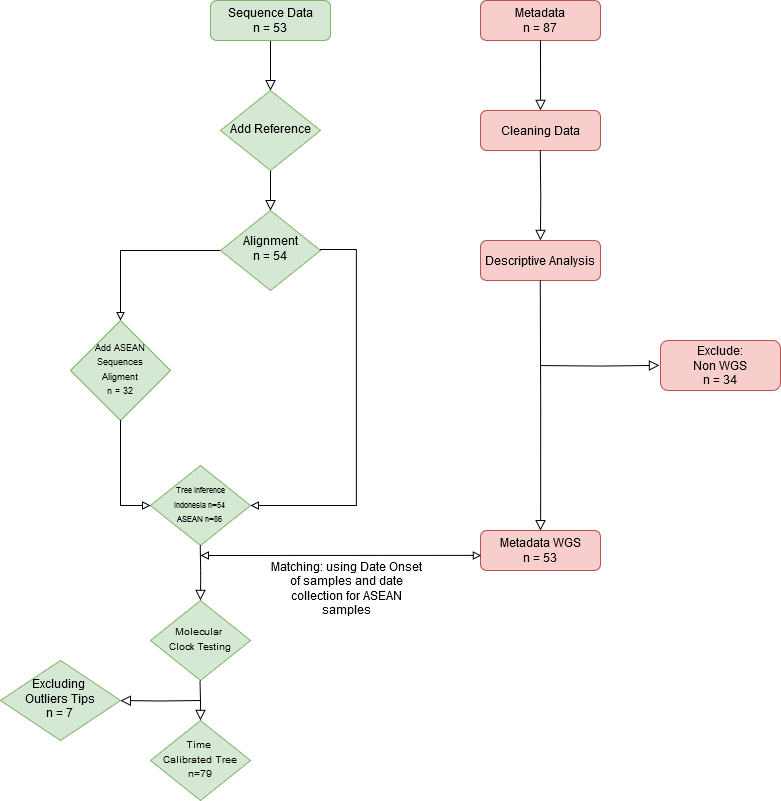 Sequence Data
n = 53
Metadata
n = 87
Add Reference
Cleaning Data
Alignment
n = 54
Descriptive Analysis
Add ASEAN
Sequences
Aligment
n = 32
Exclude:
Non WGS
n = 34
Tree Inference
Indonesia n=54
ASEAN n=86
Metadata WGS
n = 53
Matching: using Date Onset
of samples and date
collection for ASEAN
samples
Molecular
Clock Testing
Excluding
Outliers Tips
n = 7
Time
Calibrated Tree
n=79